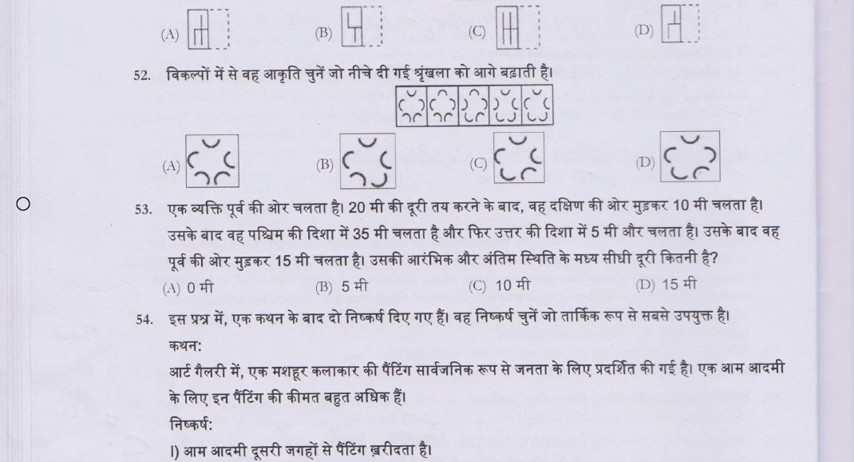 (A) (B) (C) (D)
52. विकल्पों में से वह आकृति चुनें जो नीचे दी गई श्रृंखला को आगे बढ़ाती है।
(A) (B) (C) (D)
53. एक व्यक्ति पूर्व की ओर चलता है। 20 मी की दूरी तय करने के बाद, वह दक्षिण की ओर मुड़कर 10 मी चलता है।
उसके बाद वह पश्चिम की दिशा में 35 मी चलता है और फिर उत्तर की दिशा में 5 मी और चलता है। उसके बाद वह
पूर्व की ओर मुड़कर 15 मी चलता है। उसकी आरंभिक और अंतिम स्थिति के मध्य सीधी दूरी कितनी है?
(A) 0 मी (B) 5 मी (C) 10 मी (D) 15 मी
54. इस प्रश्न में, एक कथन के बाद दो निष्कर्ष दिए गए हैं। वह निष्कर्ष चुनें जो तार्किक रूप से सबसे उपयुक्त है।
कथन:
आर्ट गैलरी में, एक मशहूर कलाकार की पैंटिंग सार्वजनिक रूप से जनता के लिए प्रदर्शित की गई है। एक आम आदमी
के लिए इन पैंटिंग की कीमत बहुत अधिक हैं।
निष्कर्ष:
I) आम आदमी दूसरी जगहों से पैंटिंग ख़रीदता है।